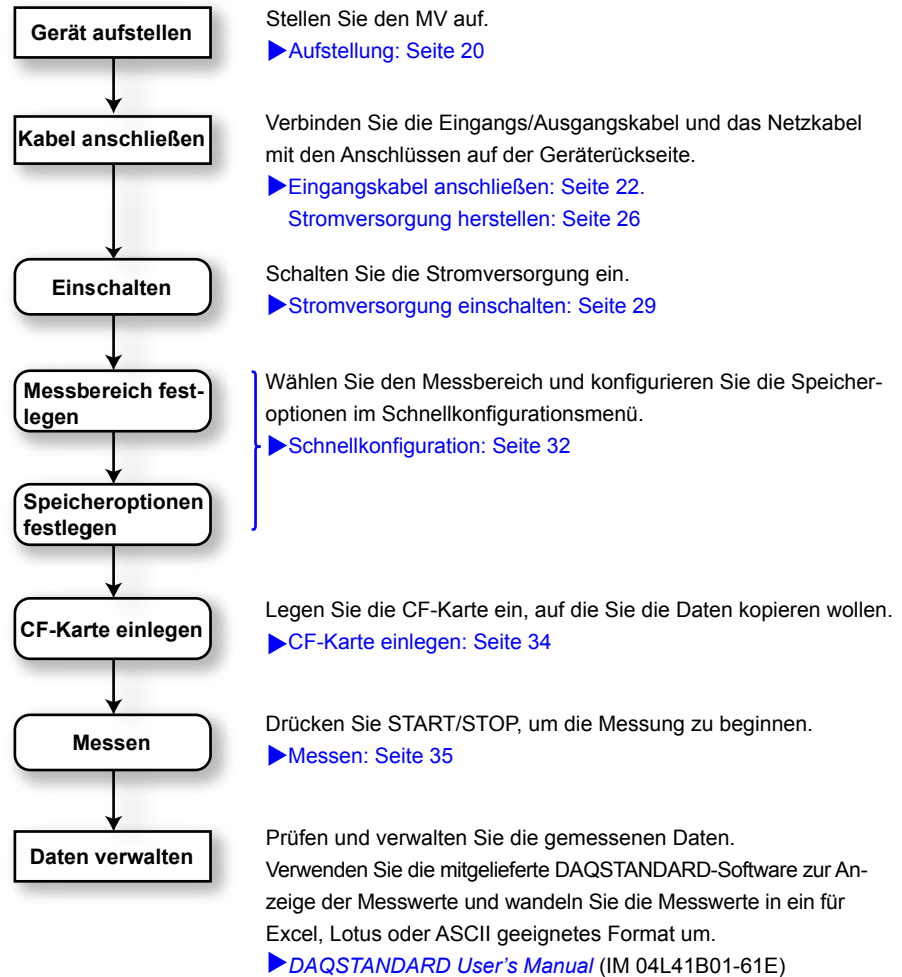 Gerät aufstellen
Stellen Sie den MV auf.
▶Aufstellung: Seite 20
Kabel anschließen
Verbinden Sie die Eingangs/Ausgangskabel und das Netzkabel
mit den Anschlüssen auf der Geräterückseite.
▶Eingangskabel anschließen: Seite 22.
Stromversorgung herstellen: Seite 26
Einschalten
Schalten Sie die Stromversorgung ein.
▶Stromversorgung einschalten: Seite 29
Messbereich fest-
legen
Wählen Sie den Messbereich und konfigurieren Sie die Speicher-
optionen im Schnellkonfigurationsmenü.
▶Schnellkonfiguration: Seite 32
Speicheroptionen
festlegen
CF-Karte einlegen
Legen Sie die CF-Karte ein, auf die Sie die Daten kopieren wollen.
▶CF-Karte einlegen: Seite 34
Messen
Drücken Sie START/STOP, um die Messung zu beginnen.
▶Messen: Seite 35
Daten verwalten
Prüfen und verwalten Sie die gemessenen Daten.
Verwenden Sie die mitgelieferte DAQSTANDARD-Software zur An-
zeige der Messwerte und wandeln Sie die Messwerte in ein für
Excel, Lotus oder ASCII geeignetes Format um.
▶DAQSTANDARD User's Manual (IM 04L41B01-61E)